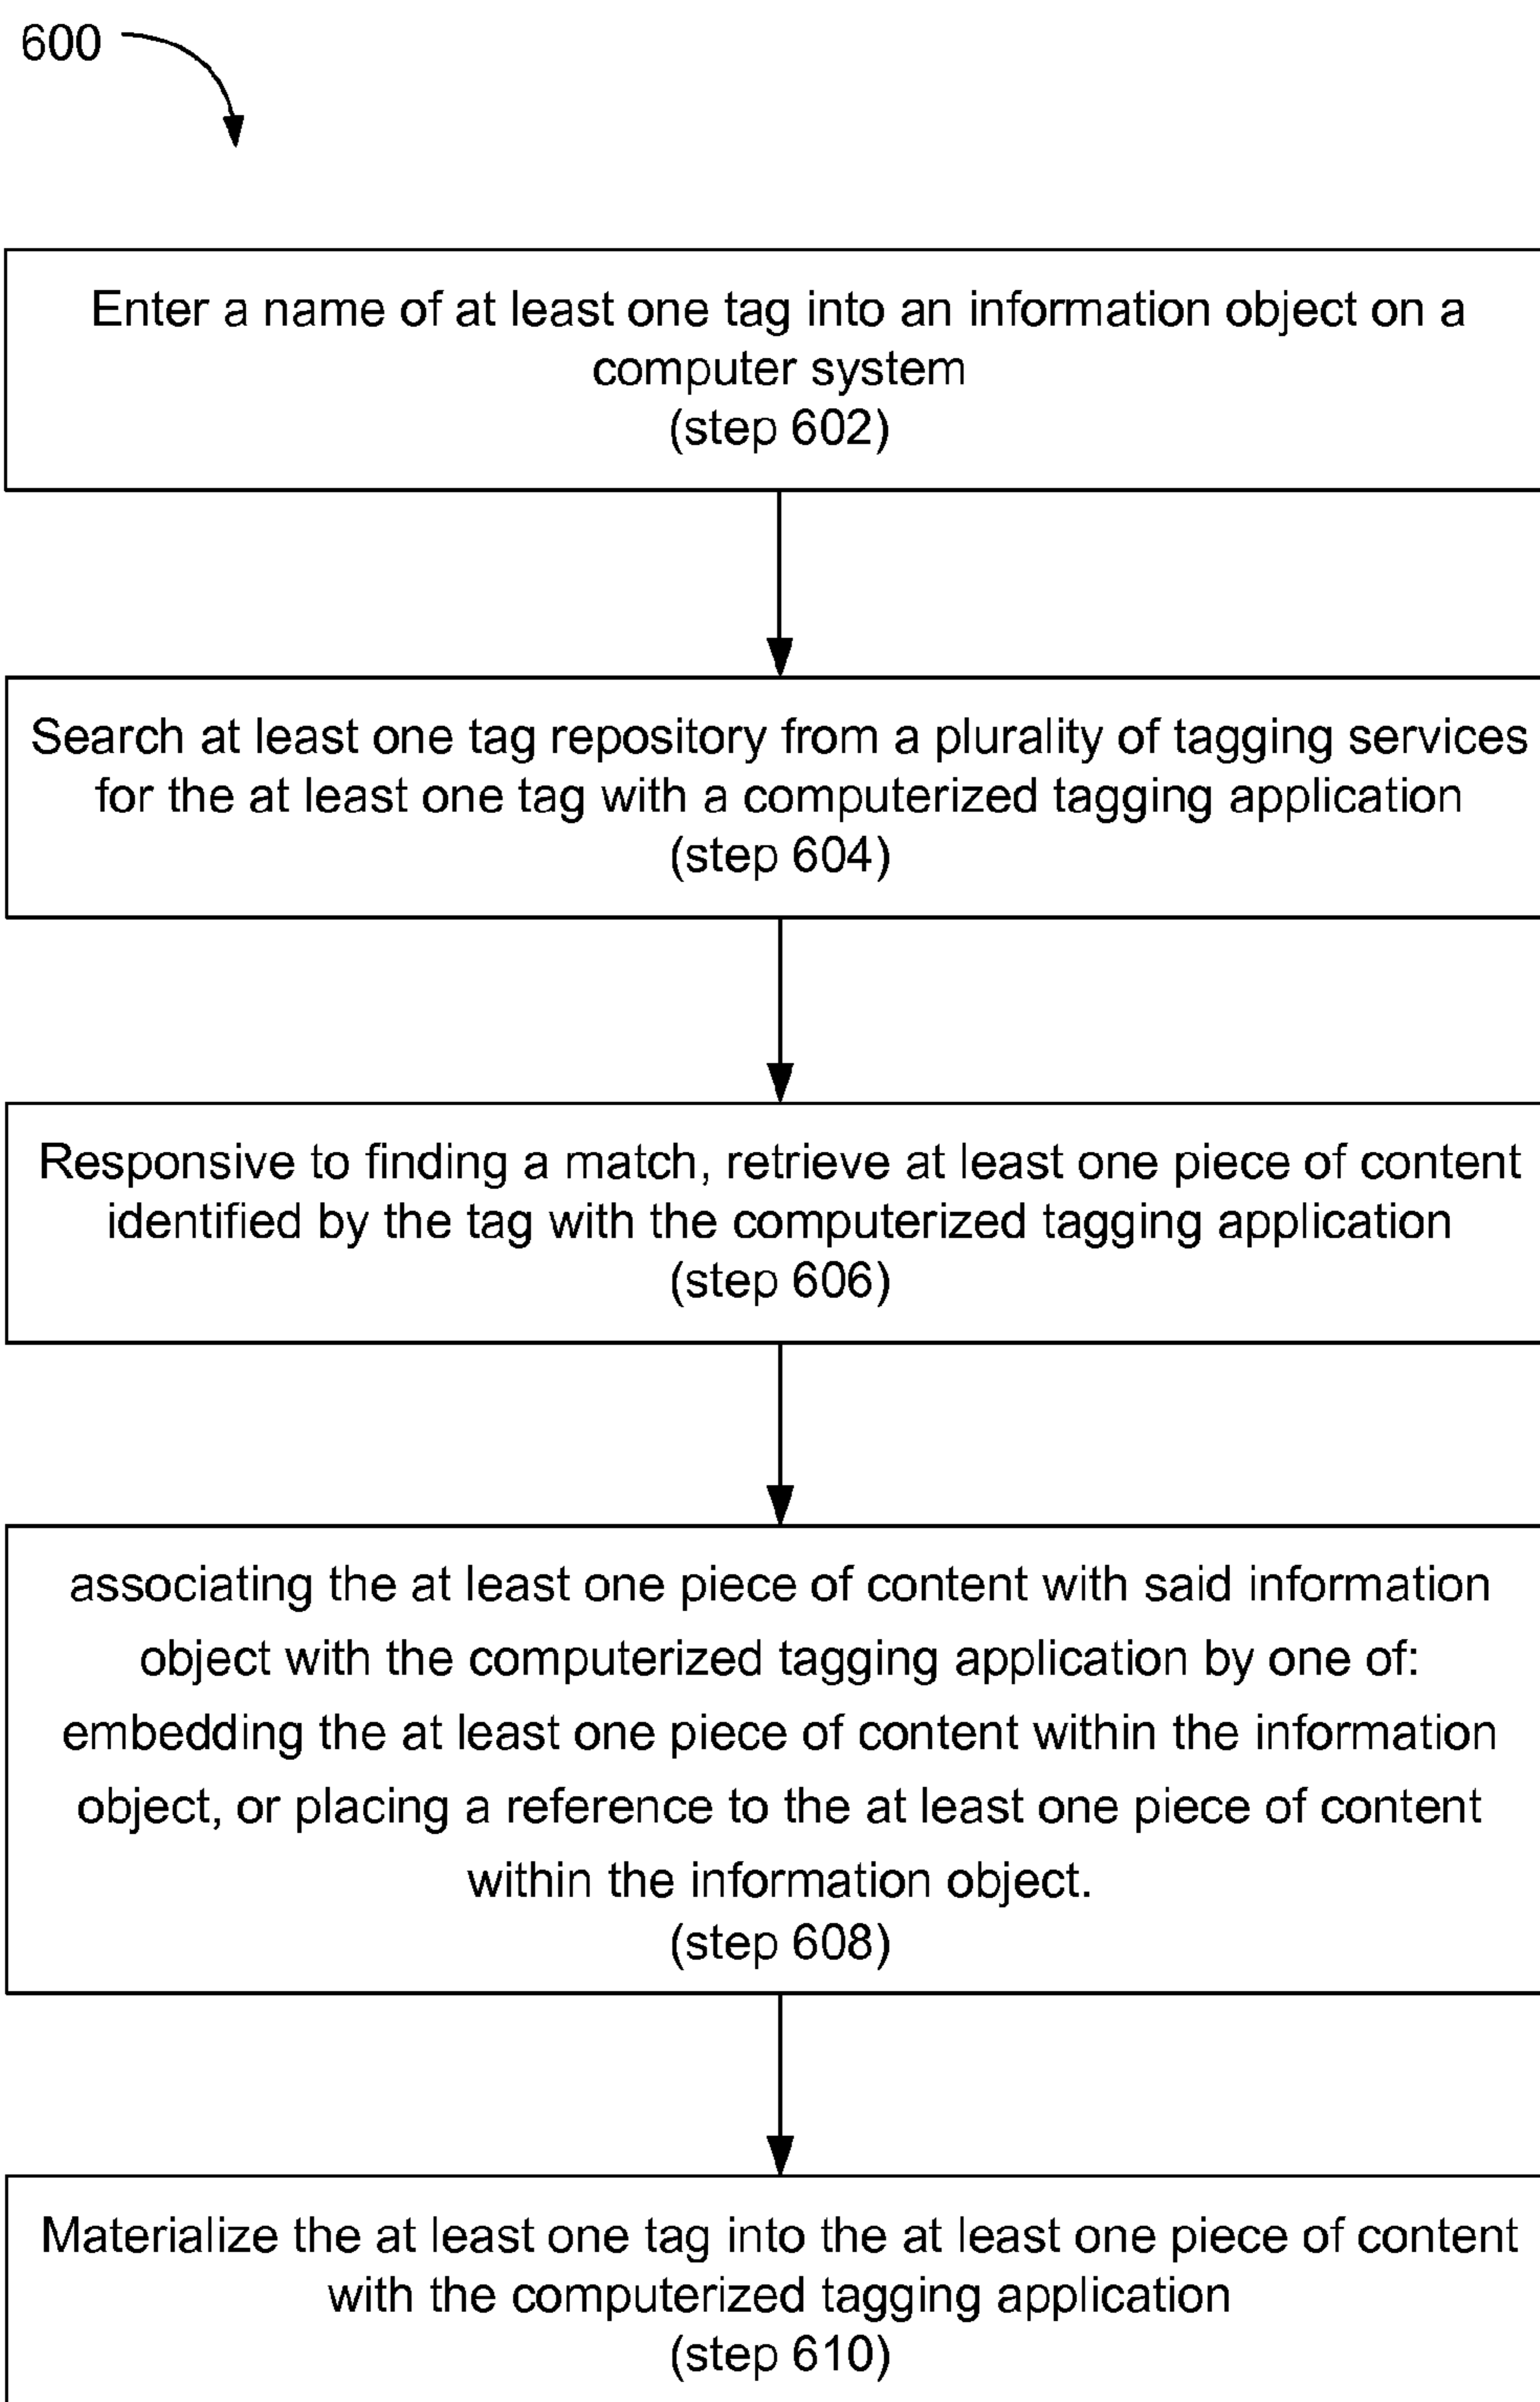 600
Enter a name of at least one tag into an information object on a
computer system
(step 602)
Search at least one tag repository from a plurality of tagging services
for the at least one tag with a computerized tagging application
(step 604)
Responsive to finding a match, retrieve at least one piece of content
identified by the tag with the computerized tagging application
(step 606)
associating the at least one piece of content with said information
object with the computerized tagging application by one of:
embedding the at least one piece of content within the information
object, or placing a reference to the at least one piece of content
within the information object.
(step 608)
Materialize the at least one tag into the at least one piece of content
with the computerized tagging application
(step 610)